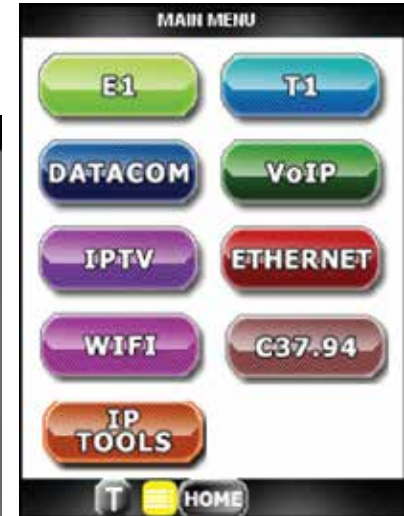 MAIN MENU
E1
T1
DATACOM
VoIP
IPTV
ETHERNET
WIFI
C37.94
IP
TOOLS
T
HOME